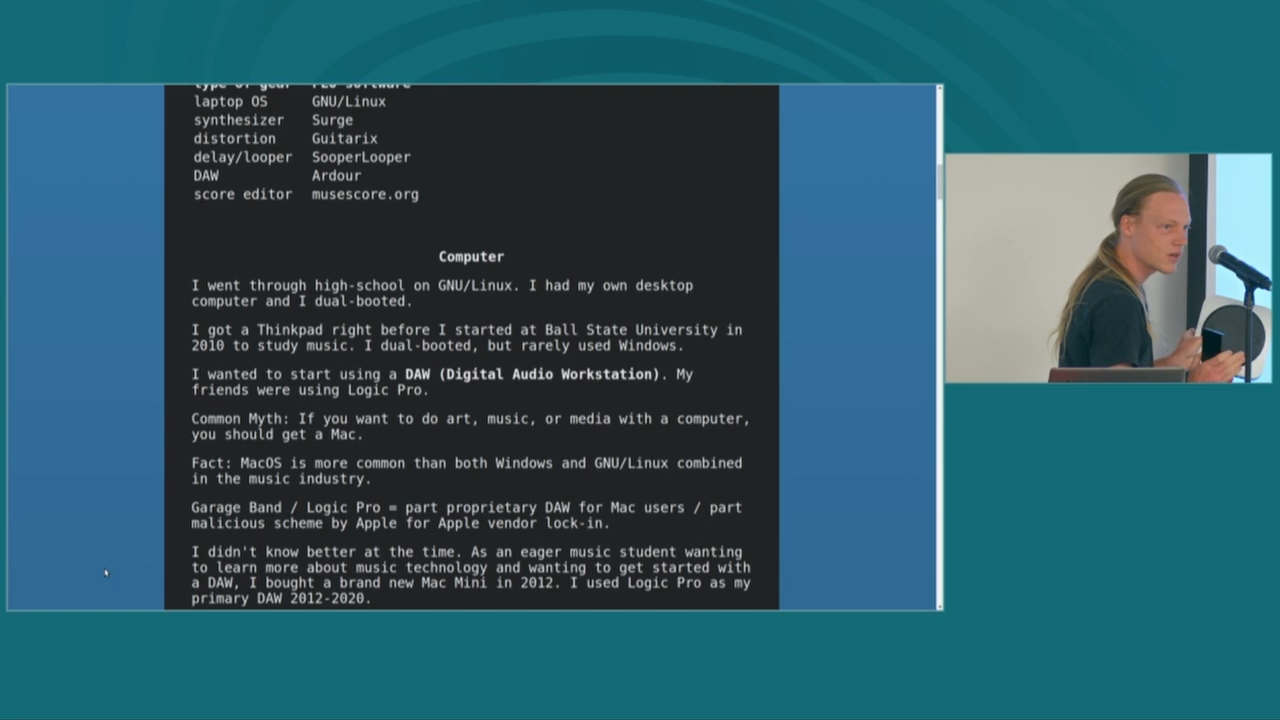 type of gear FLO software
laptop OS GNU/Linux
synthesizer Surge
distortion Guitarix
delay/looper SooperLooper
DAW Ardour
score editor musescore.org
Computer
I went through high-school on GNU/Linux. I had my own desktop
computer and I dual-booted.
I got a Thinkpad right before I started at Ball State University in
2010 to study music. I dual-booted, but rarely used Windows.
I wanted to start using a DAW (Digital Audio Workstation). My
friends were using Logic Pro.
Common Myth: If you want to do art, music, or media with a computer,
you should get a Mac.
Fact: MacOS is more common than both Windows and GNU/Linux combined
in the music industry.
Garage Band / Logic Pro = part proprietary DAW for Mac users / part
malicious scheme by Apple for Apple vendor lock-in.
I didn't know better at the time. As an eager music student wanting
to learn more about music technology and wanting to get started with
a DAW, I bought a brand new Mac Mini in 2012. I used Logic Pro as my
primary DAW 2012-2020.